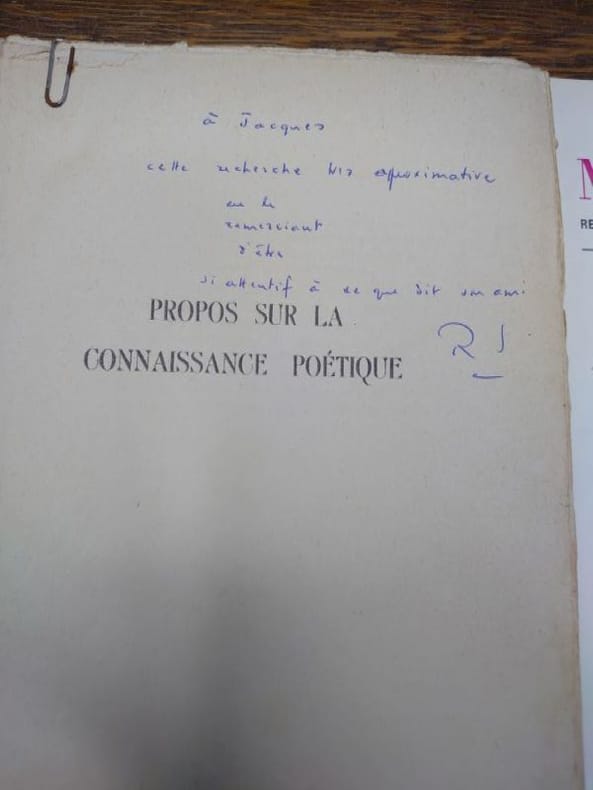 à Jacques
cette recherche très approximative
en le
remerciant
d'être
si attentif à ce que dit son ami
PROPOS SUR LA
CONNAISSANCE POÉTIQUE
R J
M
RE